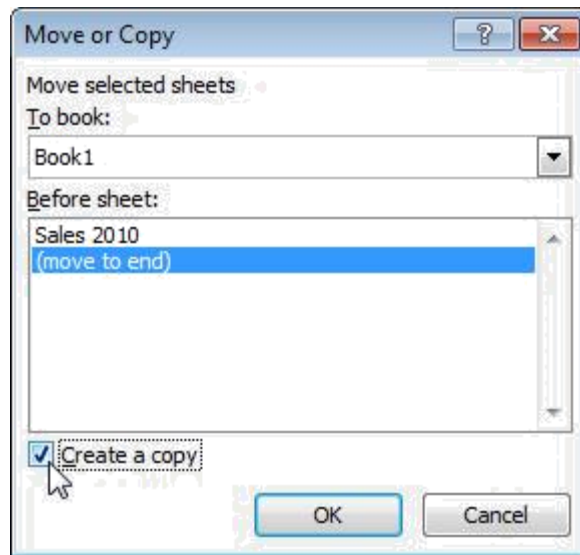 Move or Copy
Move selected sheets
To book:
Book1
Before sheet:
Sales 2010
(move to end)
Create a copy
OK Cancel